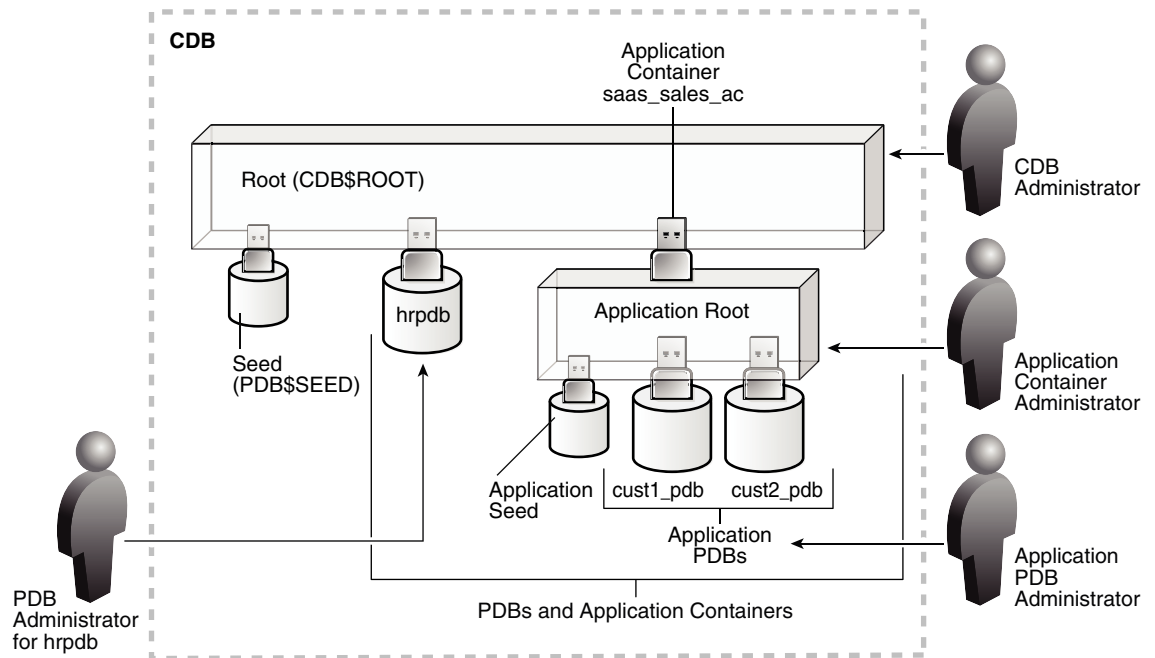 CDB
Application
Container
saas_sales_ac
Root (CDB$ROOT)
CDB
Administrator
hrpdb
Application Root
Seed
(PDB$SEED)
Application
Container
Administrator
Application
Seed
cust1_pdb
cust2_pdb
Application
PDBs
Application
PDB
Administrator
PDB
Administrator
for hrpdb
PDBs and Application Containers